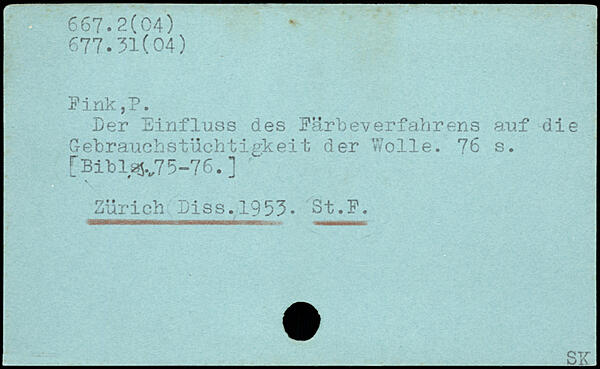 667.2(04)
677.31(04)
Fink,P.
Der Einfluss des Färbeverfahrens auf die
Gebrauchstüchtigkeit der Wolle. 76 s.
[Bibl.s.75-76.]
Zürich Diss.1953. St.F.
SK